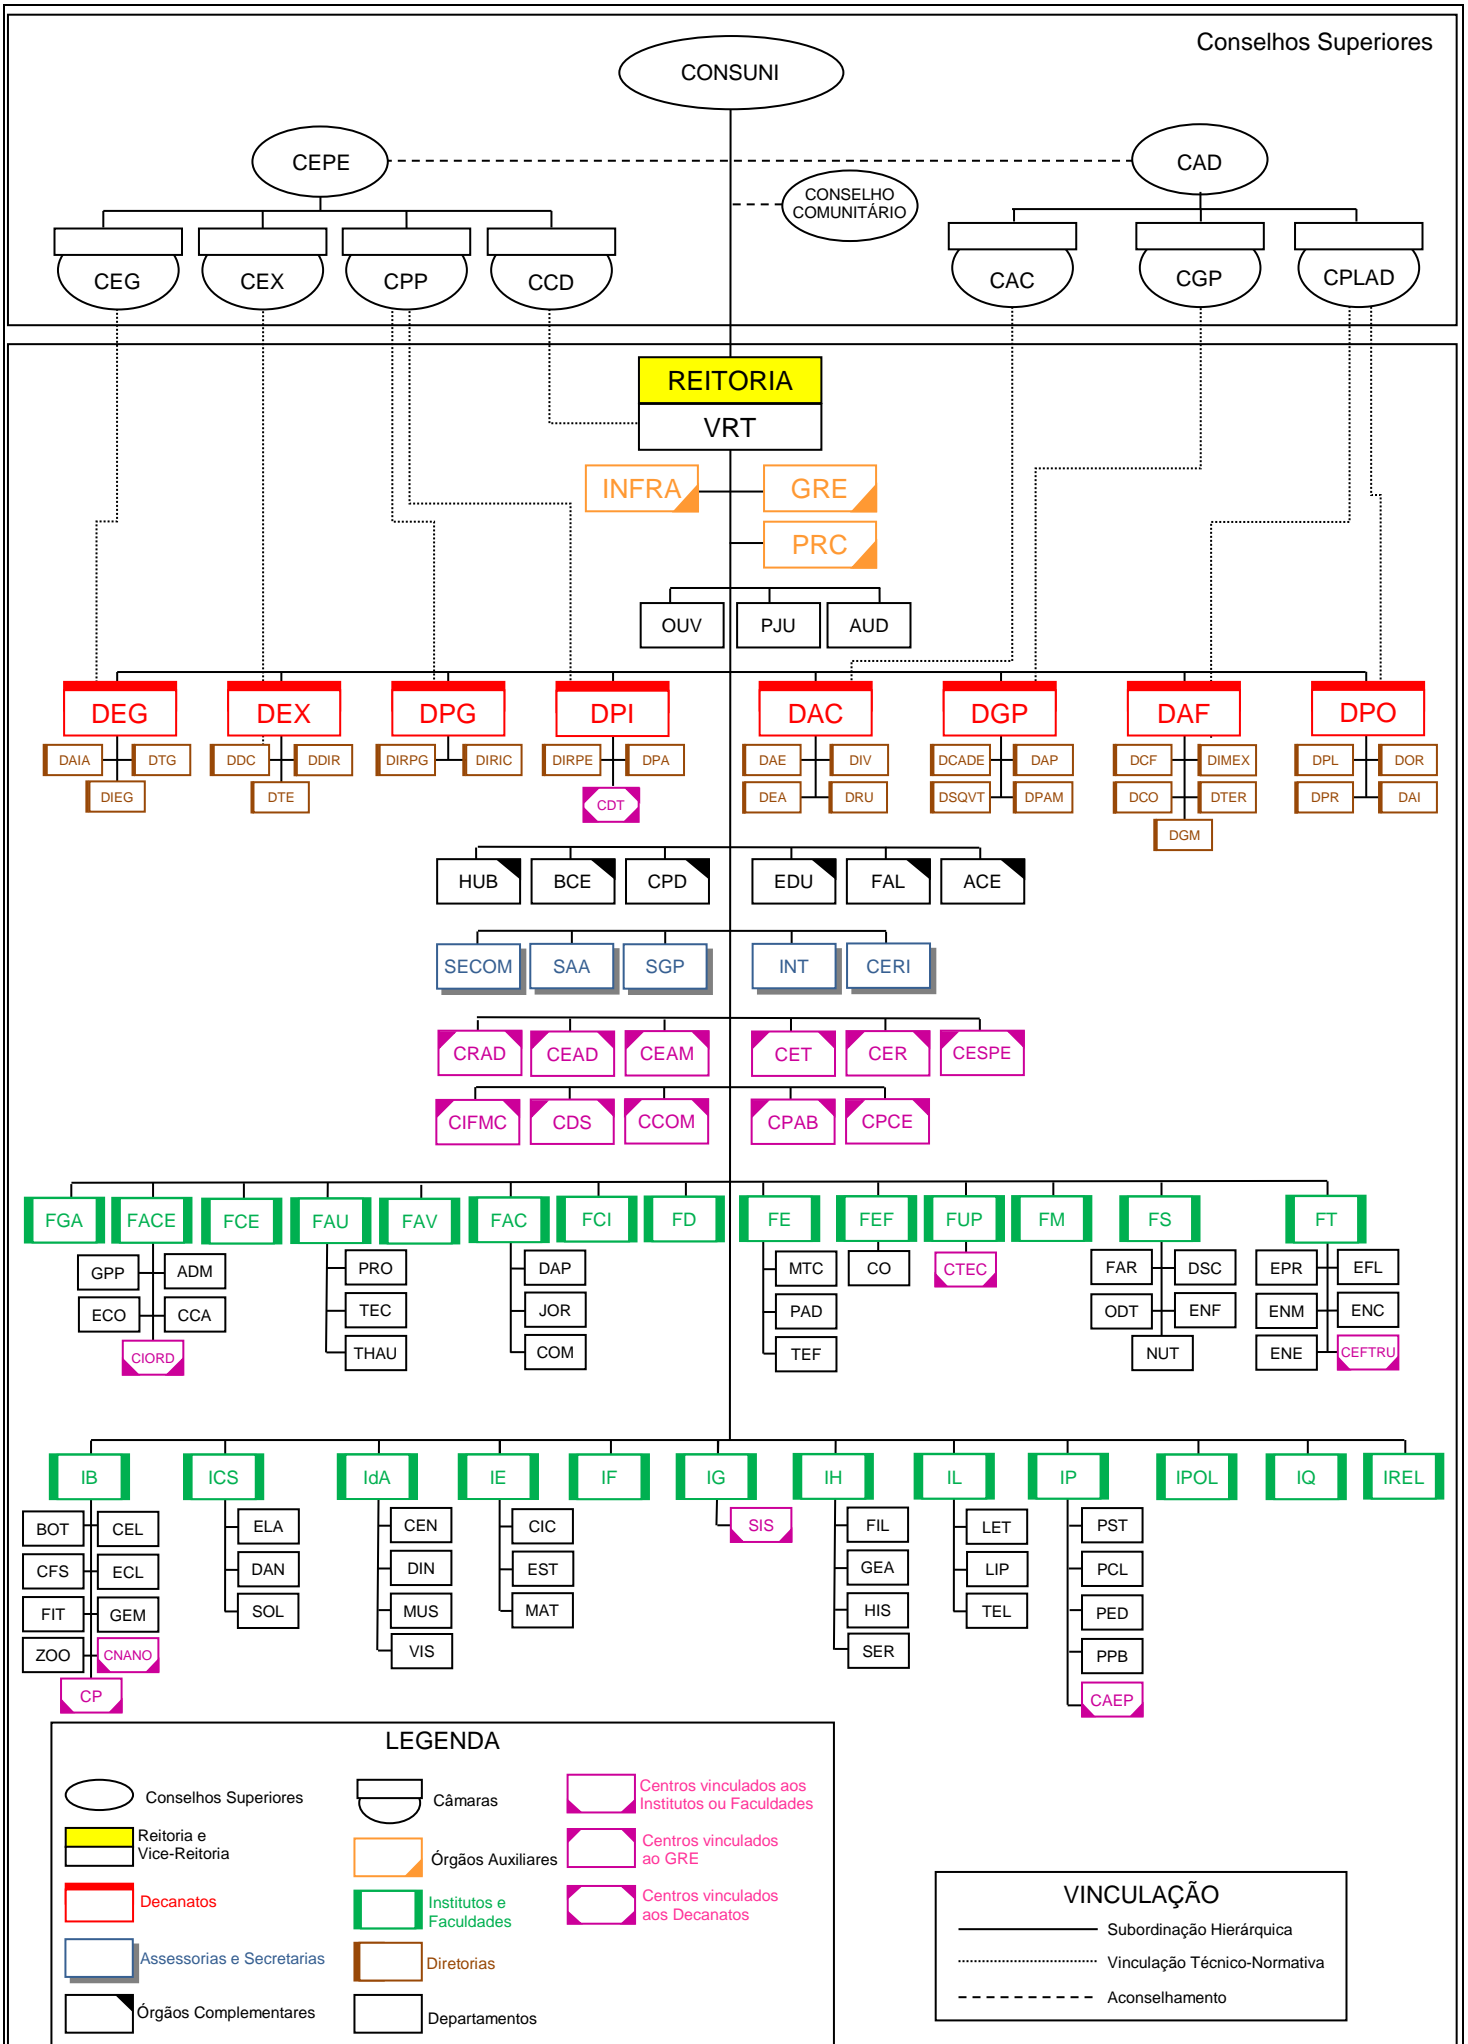 Conselhos Superiores
CONSUNI
CEPE
CAD
CONSELHO
COMUNITÁRIO
CEG
CEX
CPP
CCD
CAC
CGP
CPLAD
REITORIA
VRT
INFRA
GRE
PRC
OUV
PJU
AUD
DEG
DEX
DPG
DPI
DAC
DGP
DAF
DPO
DAIA
DTG
DDC
DDIR
DIRPG
DIRIC
DIRPE
DPA
DAE
DIV
DCADE
DAP
DCF
DIMEX
DPL
DOR
DIEG
DTE
CDT
DEA
DRU
DSQVT
DPAM
DCO
DTER
DPR
DAI
DGM
HUB
BCE
CPD
EDU
FAL
ACE
SECOM
SAA
SGP
INT
CERI
CRAD
CEAD
CEAM
CET
CER
CESPE
CIFMC
CDS
CCOM
CPAB
CPCE
FGA
FACE
FCE
FAU
FAV
FAC
FCI
FD
FE
FEF
FUP
FM
FS
FT
GPP
ADM
PRO
DAP
MTC
CO
CTEC
FAR
DSC
EPR
EFL
ECO
CCA
TEC
JOR
PAD
ODT
ENF
ENM
ENC
CIORD
THAU
COM
TEF
NUT
ENE
CEFTRU
IB
ICS
IdA
IE
IF
IG
IH
IL
IP
IPOL
IQ
IREL
BOT
CEL
ELA
CEN
CIC
SIS
FIL
LET
PST
CFS
ECL
DAN
DIN
EST
GEA
LIP
PCL
FIT
GEM
SOL
MUS
MAT
HIS
TEL
PED
ZOO
CNANO
VIS
SER
PPB
CP
CAEP
LEGENDA
Conselhos Superiores
Câmaras
Centros vinculados aos
Institutos ou Faculdades
Reitoria e
Vice-Reitoria
Órgãos Auxiliares
Centros vinculados
ao GRE
Decanatos
Institutos e
Faculdades
Centros vinculados
aos Decanatos
Assessorias e Secretarias
Diretorias
Órgãos Complementares
Departamentos
VINCULAÇÃO
Subordinação Hierárquica
Vinculação Técnico-Normativa
Aconselhamento